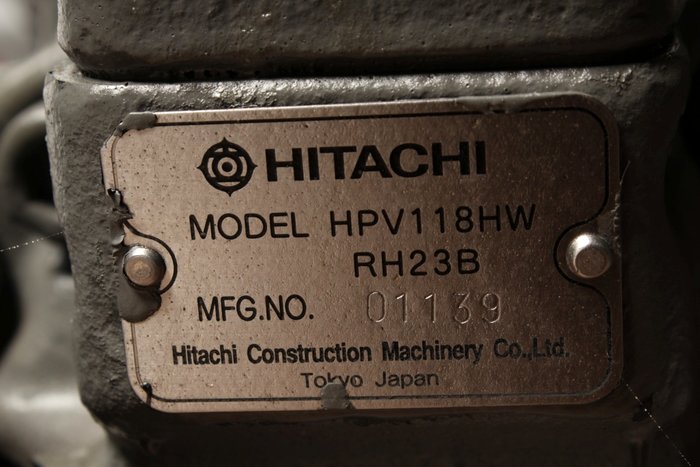 HITACHI
MODEL HPV118HW
RH23B
MFG.NO. 01139
Hitachi Construction Machinery Co.,Ltd.
Tokyo Japan